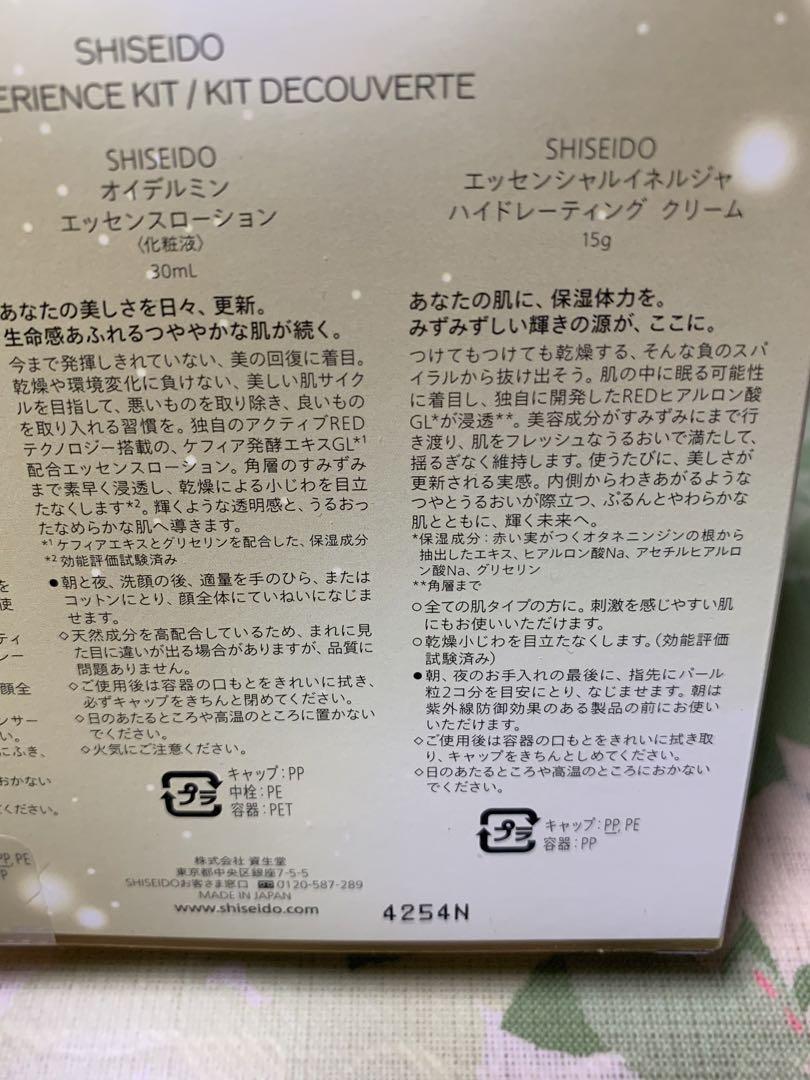 SHISEIDO
ERIENCE KIT / KIT DECOUVERTE
SHISEIDO
オイデルミン
エッセンスローション
〈化粧液〉
30mL
あなたの美しさを日々、更新。
生命感あふれるつややかな肌が続く。
今まで発揮しきれていない、美の回復に着目。
乾燥や環境変化に負けない、美しい肌サイク
ルを目指して、悪いものを取り除き、良いもの
を取り入れる習慣を。独自のアクティブRED
テクノロジー搭載の、ケフィア発酵エキスGL*1
配合エッセンスローション。角層のすみずみ
まで素早く浸透し、乾燥による小じわを目立
たなくします*2。輝くような透明感と、うるおっ
たなめらかな肌へ導きます。
*1 ケフィアエキスとグリセリンを配合した、保湿成分
*2 効能評価試験済み
●朝と夜、洗顔の後、適量を手のひら、または
コットンにとり、顔全体にていねいになじま
せます。
◇天然成分を高配合しているため、まれに見
た目に違いが出る場合がありますが、品質に
問題ありません。
◇ご使用後は容器の口もとをきれいに拭き、
必ずキャップをきちんと閉めてください。
◇日のあたるところや高温のところに置かない
でください。
◇火気にご注意ください。
プラ
キャップ:PP
中栓:PE
容器:PET
SHISEIDO
エッセンシャルイネルジャ
ハイドレーティング クリーム
15g
あなたの肌に、保湿体力を。
みずみずしい輝きの源が、ここに。
つけてもつけても乾燥する、そんな負のスパ
イラルから抜け出そう。肌の中に眠る可能性
に着目し、独自に開発したREDヒアルロン酸
GL*が浸透**。美容成分がすみずみにまで行
き渡り、肌をフレッシュなうるおいで満たして、
揺るぎなく維持します。使うたびに、美しさが
更新される実感。内側からわきあがるような
つやとうるおいが際立つ、ぷるんとやわらかな
肌とともに、輝く未来へ。
*保湿成分:赤い実がつくオタネニンジンの根から
抽出したエキス、ヒアルロン酸Na、アセチルヒアルロ
ン酸Na、グリセリン
**角層まで
○全ての肌タイプの方に。刺激を感じやすい肌
にもお使いいただけます。
○乾燥小じわを目立たなくします。(効能評価
試験済み)
●朝、夜のお手入れの最後に、指先にパール
粒2コ分を目安にとり、なじませます。朝は
紫外線防御効果のある製品の前にお使い
いただけます。
◇ご使用後は容器の口もとをきれいに拭き取
り、キャップをきちんとしめてください。
◇日のあたるところや高温のところにおかない
でください。
プラ
キャップ:PP, PE
容器:PP
株式会社 資生堂
東京都中央区銀座7-5-5
SHISEIDOお客さま窓口 0120-587-289
MADE IN JAPAN
www.shiseido.com
4254N